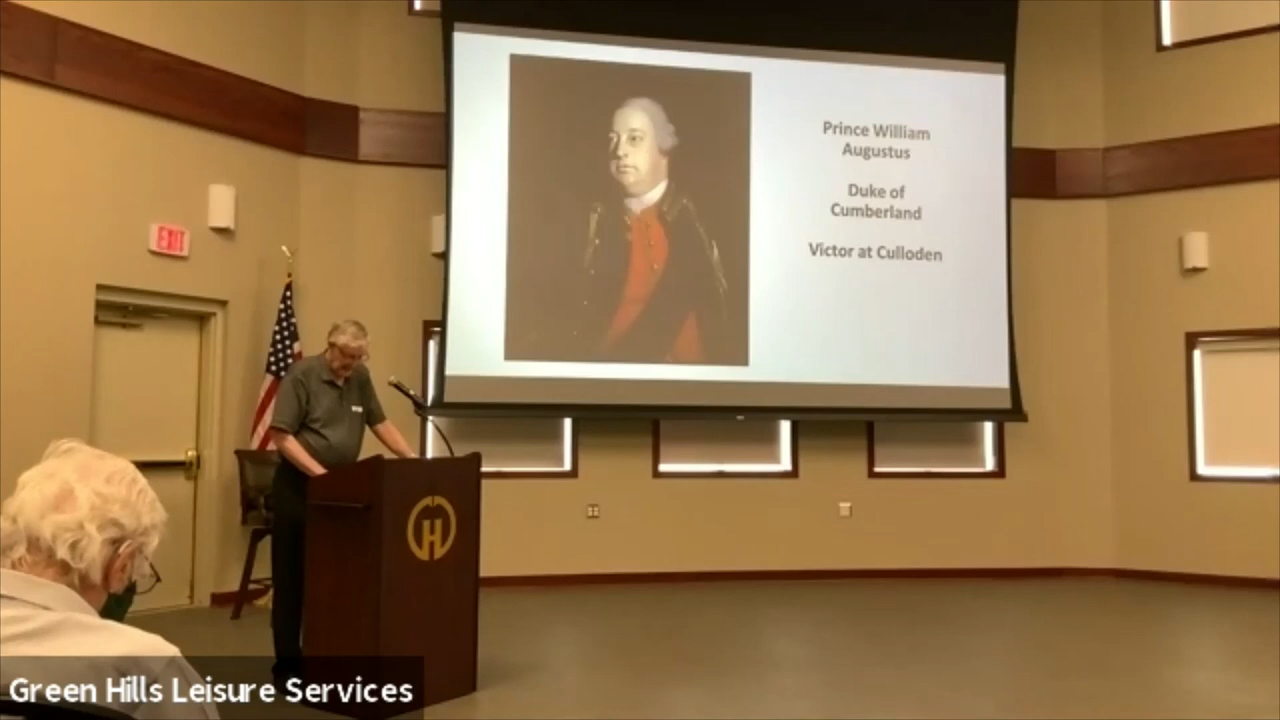 Prince William
Augustus
Duke of
Cumberland
Victor at Culloden
EXIT
H
Green Hills Leisure Services